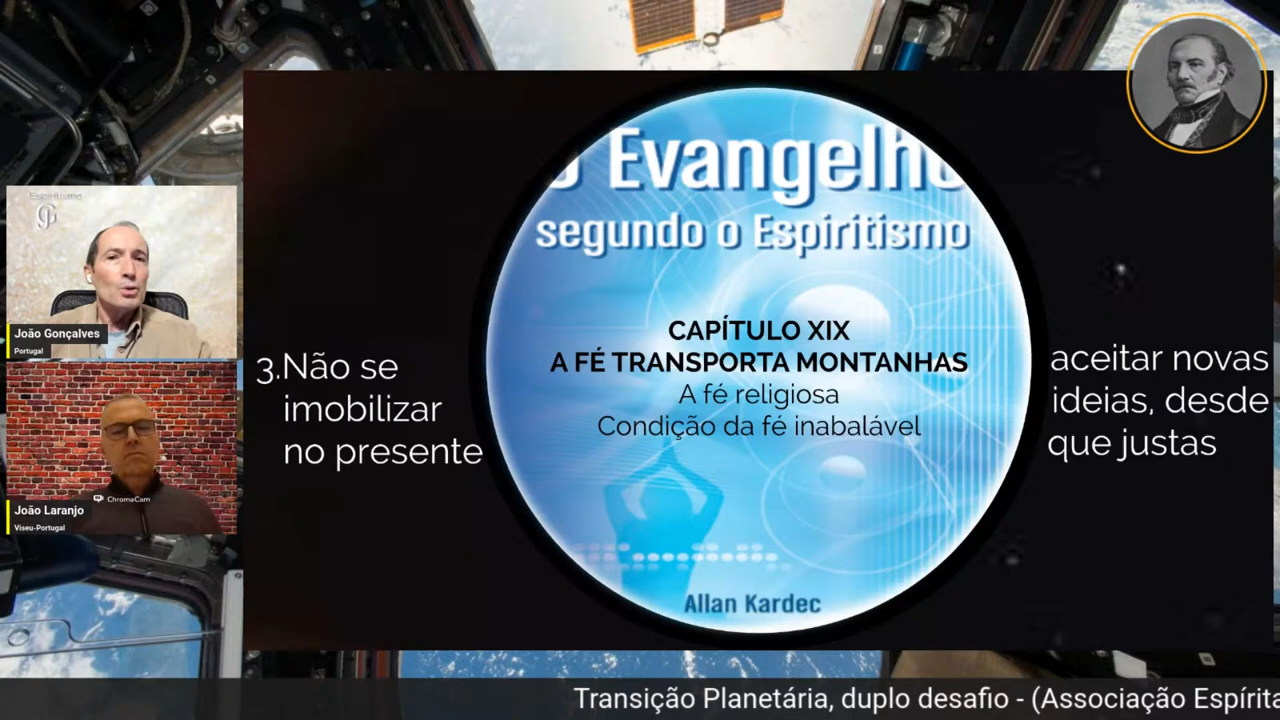 Espiritismo
João Gonçalves
Portugal
ChromaCam
João Laranjo
Viseu-Portugal
3.Não se
imobilizar
no presente
o Evangelho
segundo o Espiritismo
CAPÍTULO XIX
A FÉ TRANSPORTA MONTANHAS
A fé religiosa
Condição da fé inabalável
Allan Kardec
aceitar novas
ideias, desde
que justas
Transição Planetária, duplo desafio - (Associação Espírita